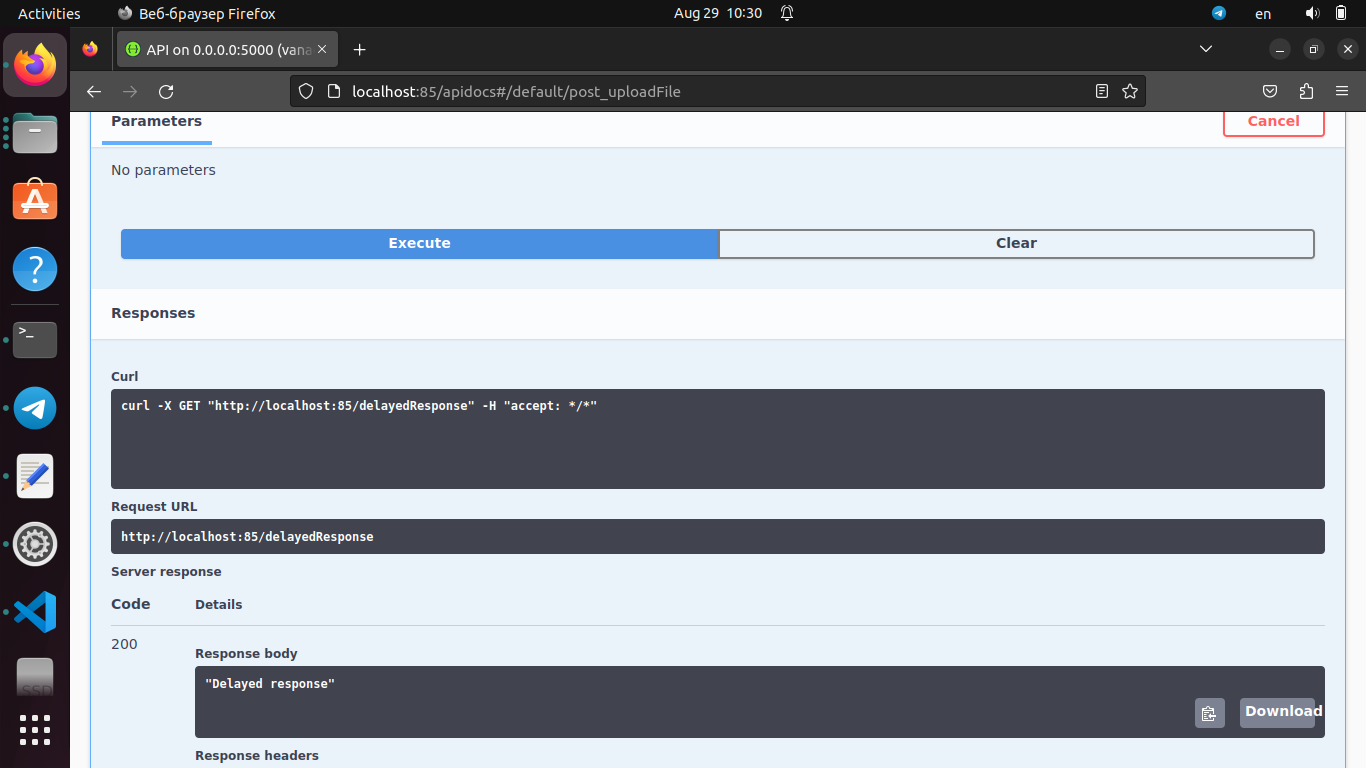 Activities
Веб-браузер Firefox
Aug 29 10:30
en
API on 0.0.0.0:5000 (vana
localhost:85/apidocs#/default/post_uploadFile
Parameters
Cancel
No parameters
Execute
Clear
Responses
Curl
curl -X GET "http://localhost:85/delayedResponse" -H "accept: */*"
Request URL
http://localhost:85/delayedResponse
Server response
Code
Details
200
Response body
"Delayed response"
Download
Response headers
>_
?
SSD